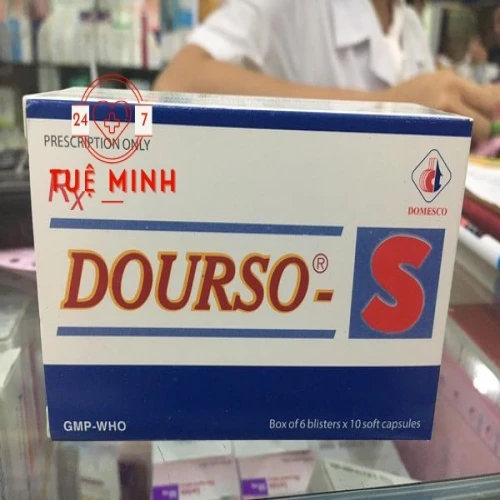 24 7
PRESCRIPTION ONLY
Rx
TUỆ MINH
DOMESCO
DOURSO®-S
GMP-WHO
Box of 6 blisters x 10 soft capsules